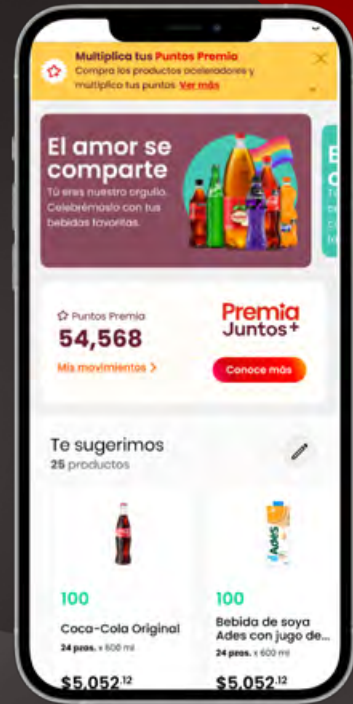 Multiplica tus Puntos Premia
Compra los productos aceleradores y
multiplica tus puntos Ver más
El amor se
comparte
Tú eres nuestro orgullo.
Celebrémoslo con tus
bebidas favoritas.
Puntos Premia
54,568
Mis movimientos >
Premia
Juntos+
Conoce más
Te sugerimos
25 productos
Ades
100
Coca-Cola Original
24 pzas. x 600 ml
$5,052.12
100
Bebida de soya
Ades con jugo de...
24 pzas. x 600 ml
$5,052.12